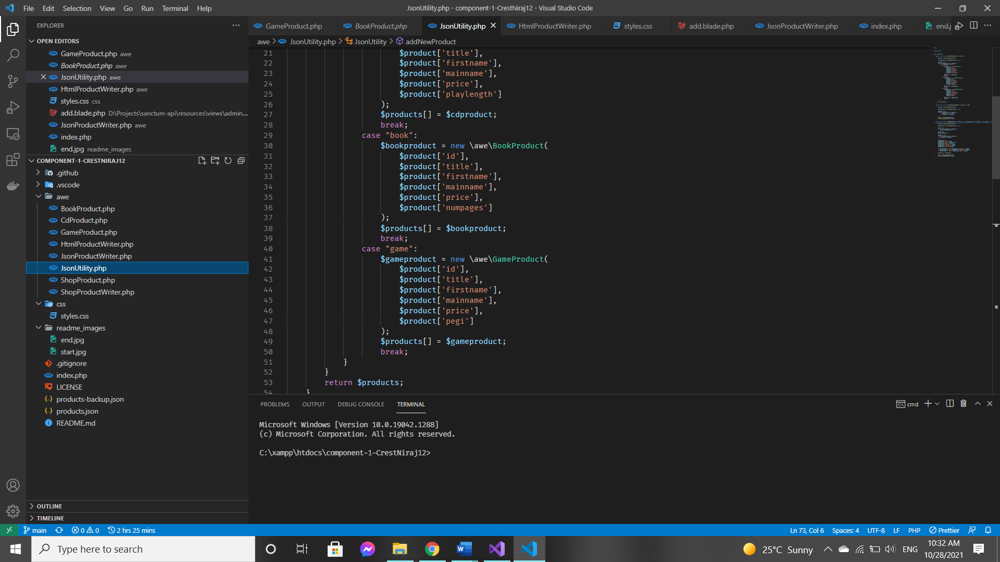 File Edit Selection View Go Run Terminal Help
JsonUtility.php - component-1-CrestNiraj12 - Visual Studio Code
EXPLORER
OPEN EDITORS
GameProduct.php awe
BookProduct.php awe
JsonUtility.php awe
HtmlProductWriter.php awe
styles.css css
add.blade.php D:\Projects\sanctum-api\resources\views\admin...
JsonProductWriter.php awe
index.php
end.jpg readme_images
COMPONENT-1-CRESTNIRAJ12
.github
.vscode
awe
BookProduct.php
CdProduct.php
GameProduct.php
HtmlProductWriter.php
JsonProductWriter.php
JsonUtility.php
ShopProduct.php
ShopProductWriter.php
css
styles.css
readme_images
end.jpg
start.jpg
.gitignore
index.php
LICENSE
products-backup.json
products.json
README.md
OUTLINE
TIMELINE
GameProduct.php BookProduct.php JsonUtility.php HtmlProductWriter.php styles.css add.blade.php JsonProductWriter.php index.php end.j
awe > JsonUtility.php > JsonUtility > addNewProduct
21 $product['title'],
22 $product['firstname'],
23 $product['mainname'],
24 $product['price'],
25 $product['playlength']
26 );
27 $products[] = $cdproduct;
28 break;
29 case "book":
30 $bookproduct = new \awe\BookProduct(
31 $product['id'],
32 $product['title'],
33 $product['firstname'],
34 $product['mainname'],
35 $product['price'],
36 $product['numpages']
37 );
38 $products[] = $bookproduct;
39 break;
40 case "game":
41 $gameproduct = new \awe\GameProduct(
42 $product['id'],
43 $product['title'],
44 $product['firstname'],
45 $product['mainname'],
46 $product['price'],
47 $product['pegi']
48 );
49 $products[] = $gameproduct;
50 break;
51 }
52 }
53 return $products;
54 }
PROBLEMS OUTPUT DEBUG CONSOLE TERMINAL
cmd
Microsoft Windows [Version 10.0.19042.1288]
(c) Microsoft Corporation. All rights reserved.
C:\xampp\htdocs\component-1-CrestNiraj12>
main 0 0 2 hrs 25 mins
Ln 73, Col 6 Spaces: 4 UTF-8 LF PHP Prettier
Type here to search
25°C Sunny
ENG
10:32 AM
10/28/2021